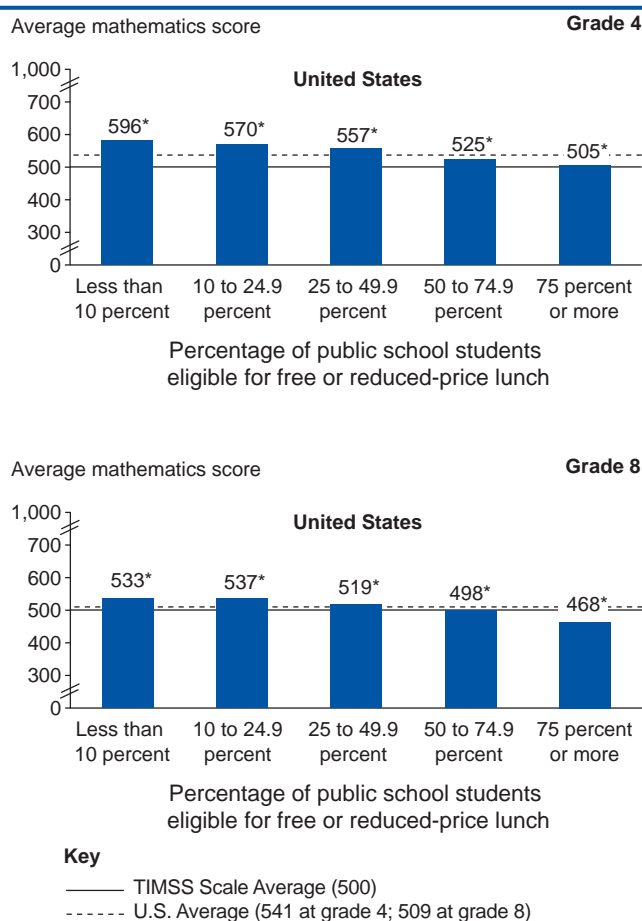 Average mathematics score
Grade 4
United States
1,000
700
600
500
400
300
0
596*
570*
557*
525*
505*
Less than
10 percent
10 to 24.9
percent
25 to 49.9
percent
50 to 74.9
percent
75 percent
or more
Percentage of public school students
eligible for free or reduced-price lunch
Average mathematics score
Grade 8
United States
1,000
700
600
500
400
300
0
533*
537*
519*
498*
468*
Less than
10 percent
10 to 24.9
percent
25 to 49.9
percent
50 to 74.9
percent
75 percent
or more
Percentage of public school students
eligible for free or reduced-price lunch
Key
TIMSS Scale Average (500)
U.S. Average (541 at grade 4; 509 at grade 8)